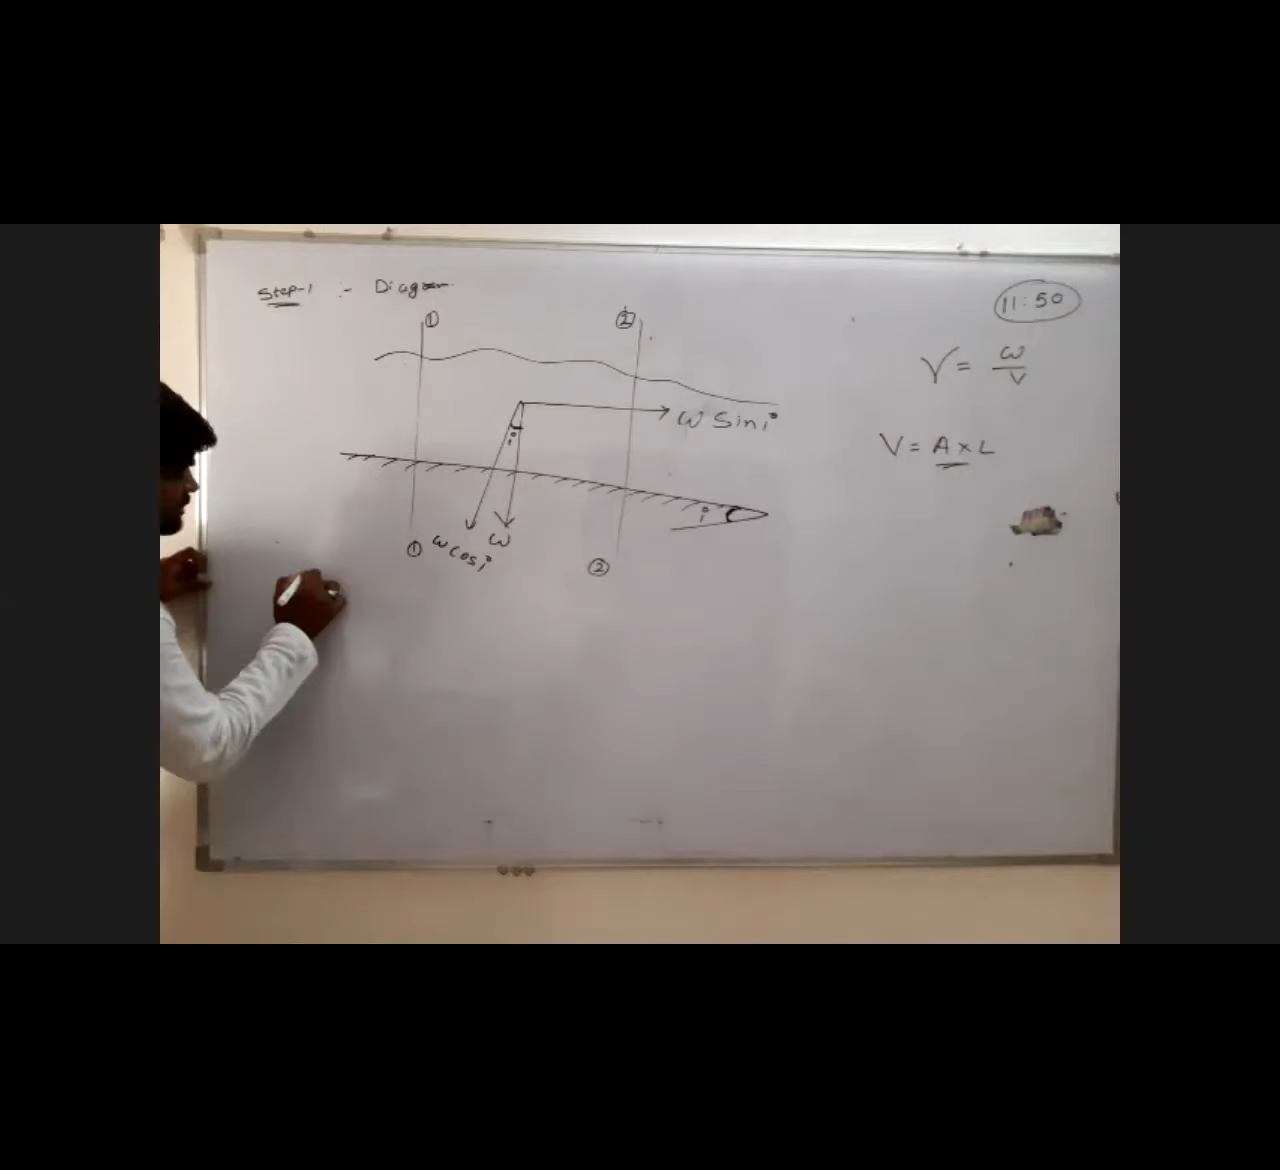 Step-1 :- Diagram
11:50
① ②
γ = ω/V
ω Sin i
V = A × L
i
i
ω cos i ω
① ②